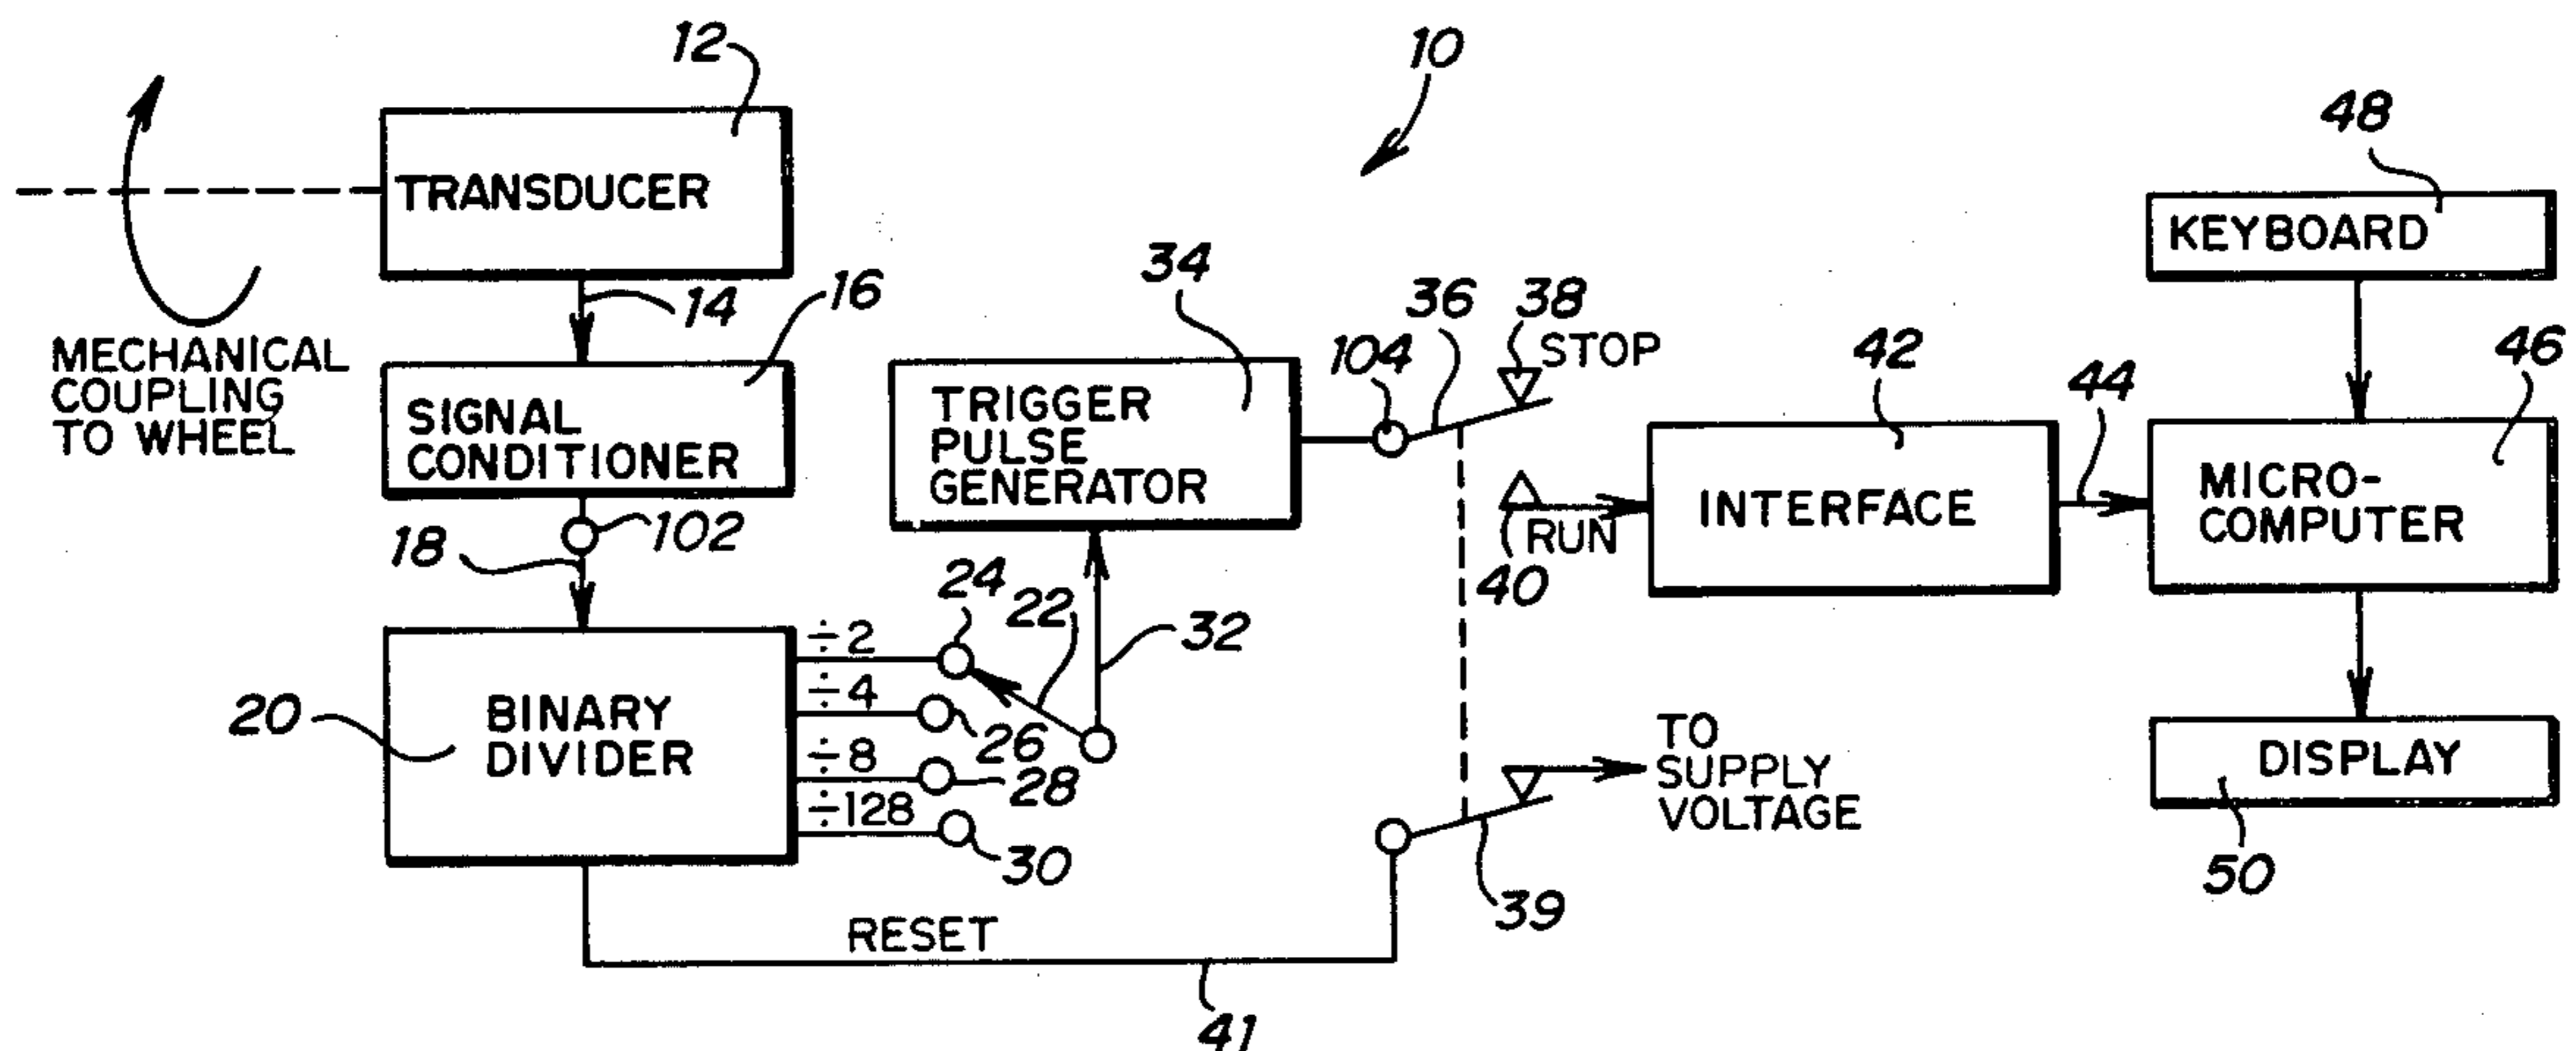 12
10
TRANSDUCER
48
KEYBOARD
14
16
34
36
38
STOP
104
42
44
46
MECHANICAL
COUPLING
TO WHEEL
SIGNAL
CONDITIONER
TRIGGER
PULSE
GENERATOR
RUN
40
INTERFACE
MICRO-
COMPUTER
18
102
24
22
32
20
BINARY
DIVIDER
÷2
÷4
÷8
÷128
26
28
30
TO
SUPPLY
VOLTAGE
39
DISPLAY
50
RESET
41